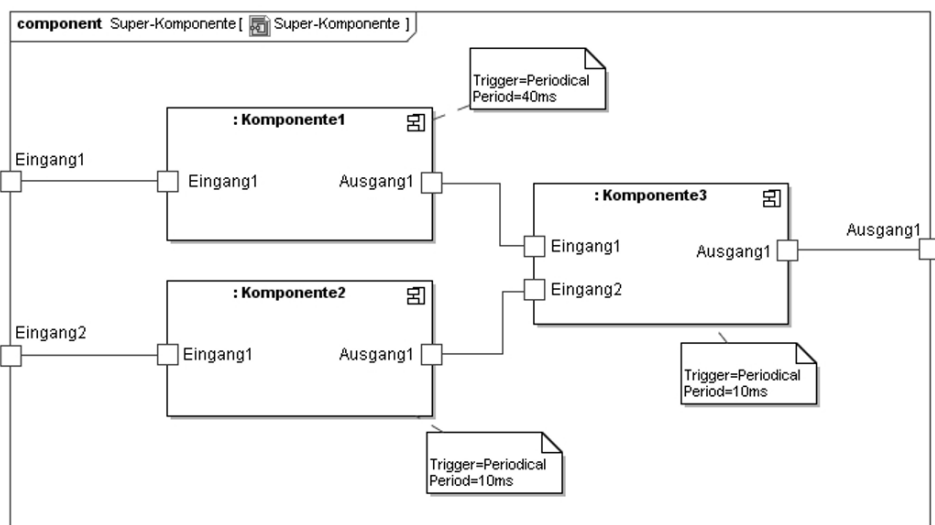 component Super-Komponente[ Super-Komponente ]
Trigger=Periodical
Period=40ms
: Komponente1
Eingang1
Eingang1
Ausgang1
: Komponente3
Eingang1
Eingang2
Ausgang1
Ausgang1
: Komponente2
Eingang2
Eingang1
Ausgang1
Trigger=Periodical
Period=10ms
Trigger=Periodical
Period=10ms